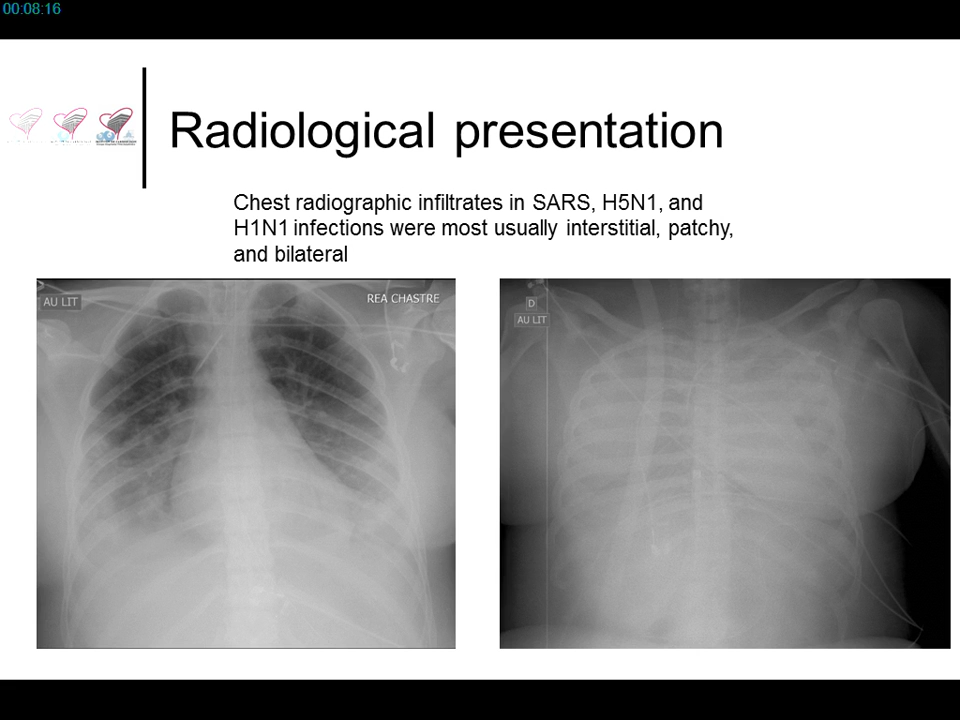 00:08:16
Radiological presentation
Chest radiographic infiltrates in SARS, H5N1, and
H1N1 infections were most usually interstitial, patchy,
and bilateral
AU LIT
REA CHASTRE
D
AU LIT